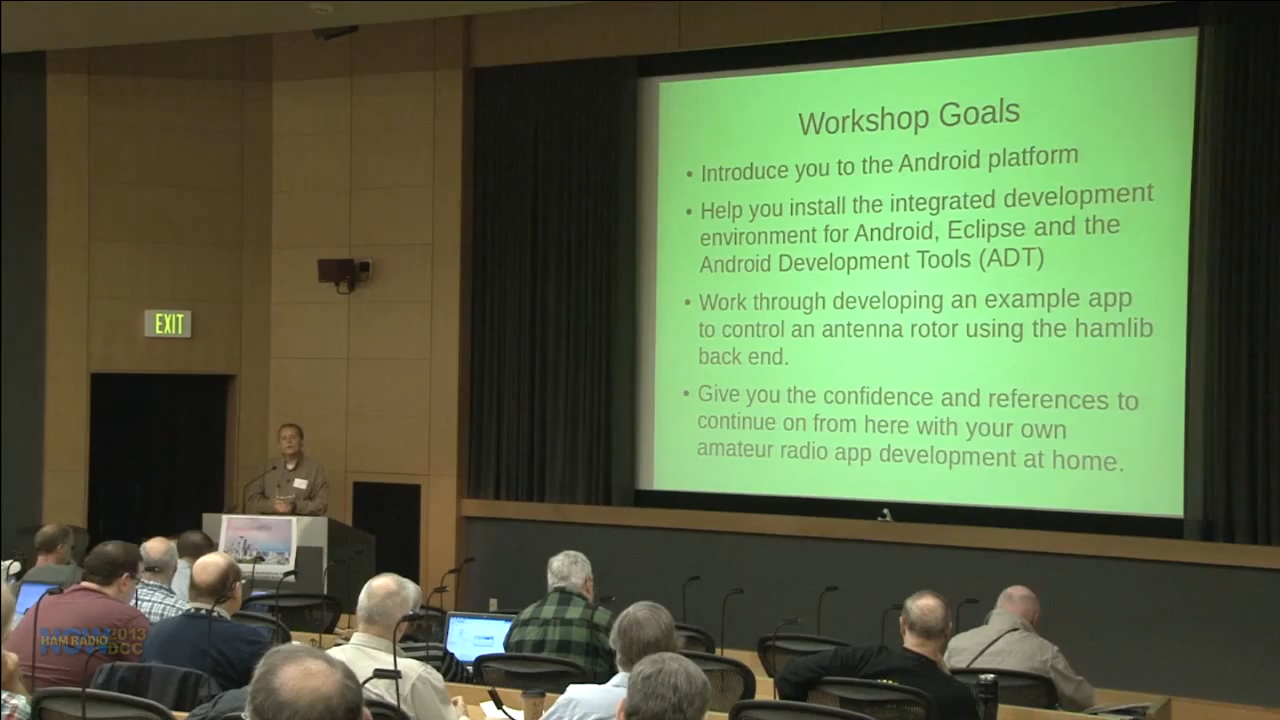 Workshop Goals
• Introduce you to the Android platform
• Help you install the integrated development
environment for Android, Eclipse and the
Android Development Tools (ADT)
• Work through developing an example app
to control an antenna rotor using the hamlib
back end.
• Give you the confidence and references to
continue on from here with your own
amateur radio app development at home.
EXIT
HAM RADIO
NOW 2013
DCC